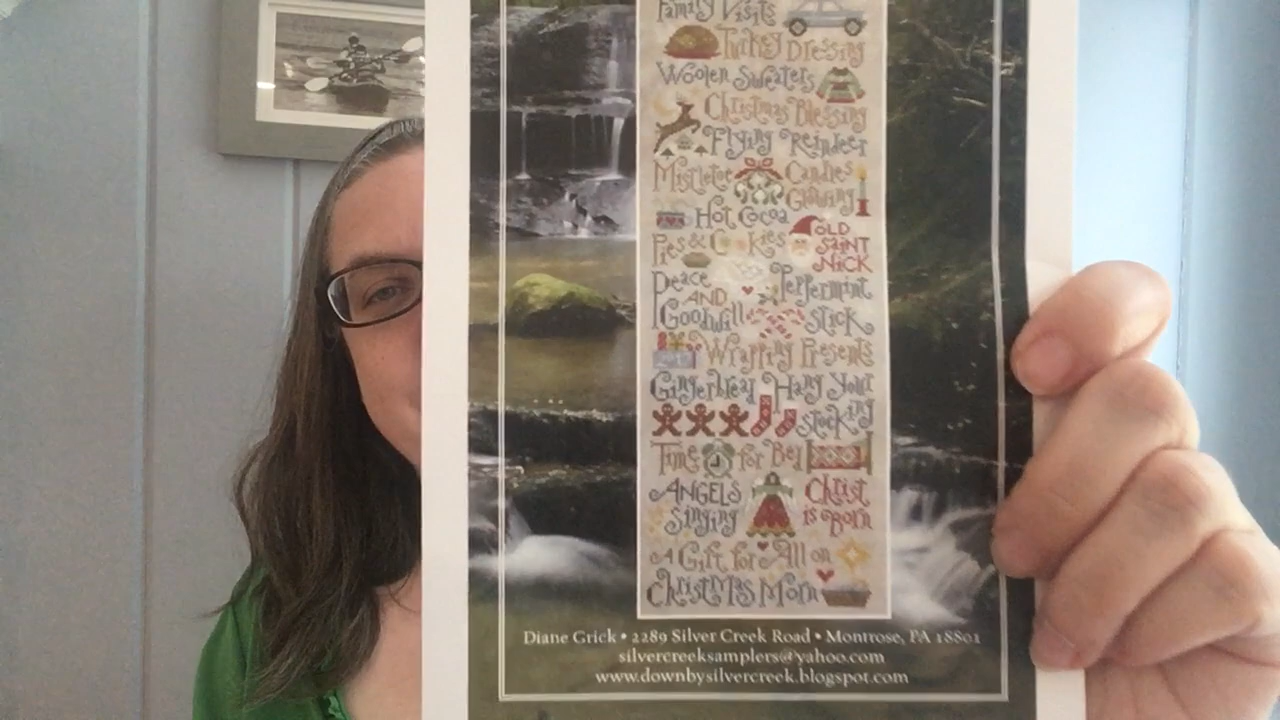 Family Visits
Turkey Dressing
Woolen Sweaters
Christmas Blessing
Flying Reindeer
Mistletoe Candles
Glowing
Hot Cocoa
Pies & Cookies OLD
SAINT
NICK
Peace Peppermint
AND
Goodwill Stick
Wrapping Presents
Gingerbread Hang Your
Stocking
Time for Bed
ANGELS Christ
Singing is Born
A Gift for All on
Christmas Morn
Diane Grick • 2289 Silver Creek Road • Montrose, PA 18801
silvercreeksamplers@yahoo.com
www.downbysilvercreek.blogspot.com